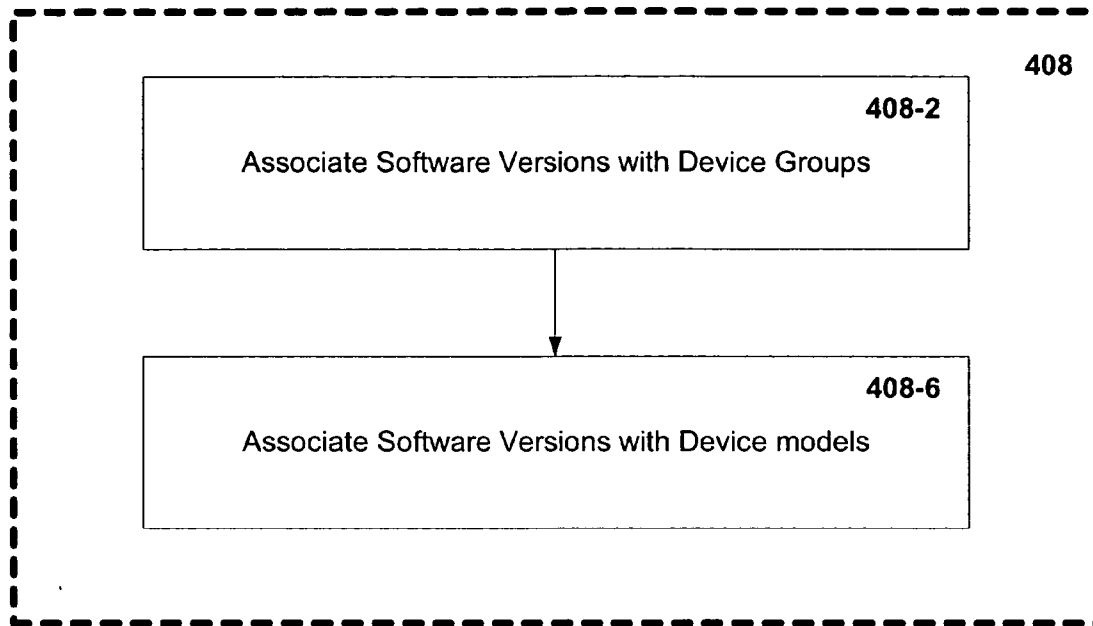 408
408-2
Associate Software Versions with Device Groups
408-6
Associate Software Versions with Device models